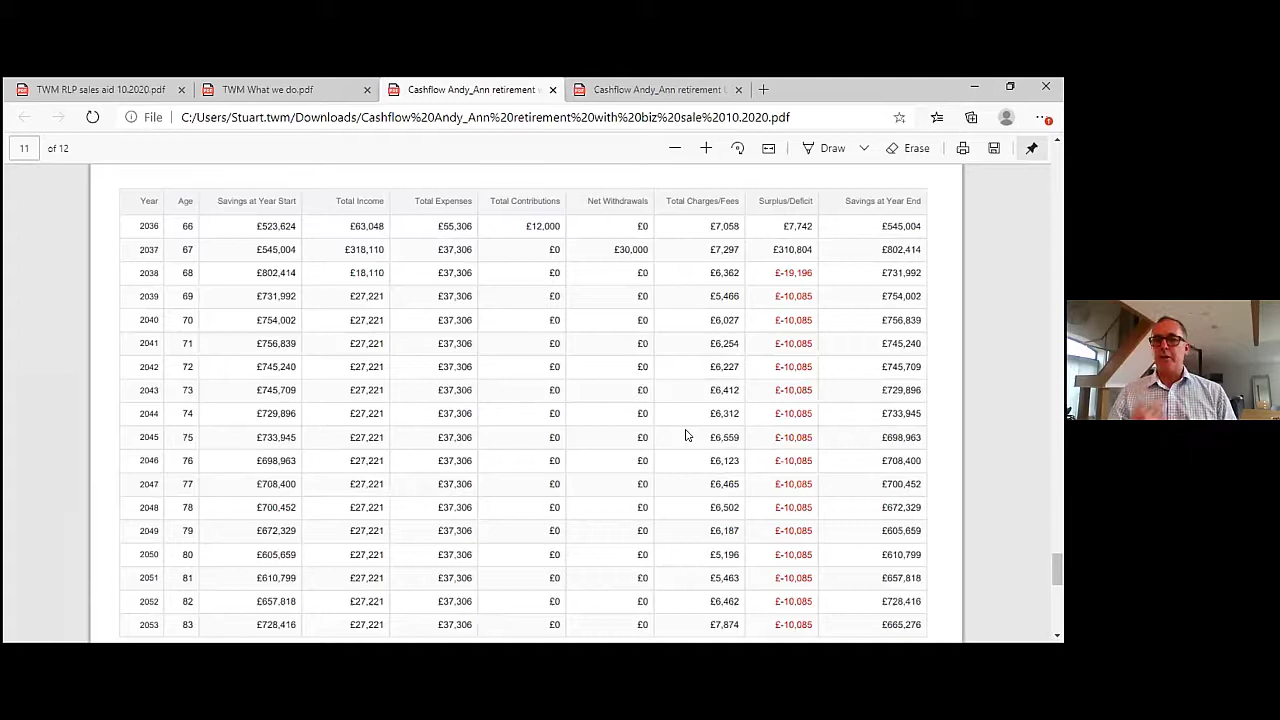 TWM RLP sales aid 10.2020.pdf
TWM What we do.pdf
Cashflow Andy_Ann retirement w
Cashflow Andy_Ann retirement
File C:/Users/Stuart.twm/Downloads/Cashflow%20Andy_Ann%20retirement%20with%20biz%20sale%2010.2020.pdf
11 of 12 Draw Erase
Year Age Savings at Year Start Total Income Total Expenses Total Contributions Net Withdrawals Total Charges/Fees Surplus/Deficit Savings at Year End
2036 66 £523,624 £63,048 £55,306 £12,000 £0 £7,058 £7,742 £545,004
2037 67 £545,004 £318,110 £37,306 £0 £30,000 £7,297 £310,804 £802,414
2038 68 £802,414 £18,110 £37,306 £0 £0 £6,362 £-19,196 £731,992
2039 69 £731,992 £27,221 £37,306 £0 £0 £5,466 £-10,085 £754,002
2040 70 £754,002 £27,221 £37,306 £0 £0 £6,027 £-10,085 £756,839
2041 71 £756,839 £27,221 £37,306 £0 £0 £6,254 £-10,085 £745,240
2042 72 £745,240 £27,221 £37,306 £0 £0 £6,227 £-10,085 £745,709
2043 73 £745,709 £27,221 £37,306 £0 £0 £6,412 £-10,085 £729,896
2044 74 £729,896 £27,221 £37,306 £0 £0 £6,312 £-10,085 £733,945
2045 75 £733,945 £27,221 £37,306 £0 £0 £6,559 £-10,085 £698,963
2046 76 £698,963 £27,221 £37,306 £0 £0 £6,123 £-10,085 £708,400
2047 77 £708,400 £27,221 £37,306 £0 £0 £6,465 £-10,085 £700,452
2048 78 £700,452 £27,221 £37,306 £0 £0 £6,502 £-10,085 £672,329
2049 79 £672,329 £27,221 £37,306 £0 £0 £6,187 £-10,085 £605,659
2050 80 £605,659 £27,221 £37,306 £0 £0 £5,196 £-10,085 £610,799
2051 81 £610,799 £27,221 £37,306 £0 £0 £5,463 £-10,085 £657,818
2052 82 £657,818 £27,221 £37,306 £0 £0 £6,462 £-10,085 £728,416
2053 83 £728,416 £27,221 £37,306 £0 £0 £7,874 £-10,085 £665,276